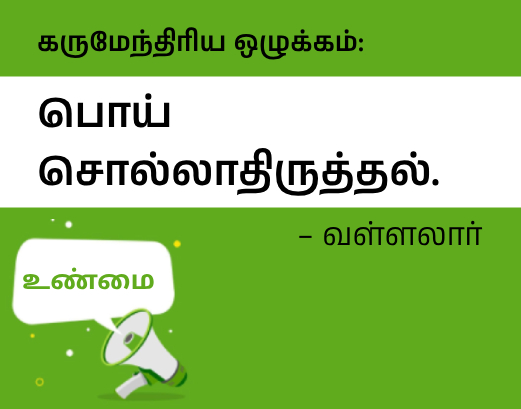 கருமேந்திரிய ஒழுக்கம்:
பொய்
சொல்லாதிருத்தல்.
– வள்ளலார்
உண்மை